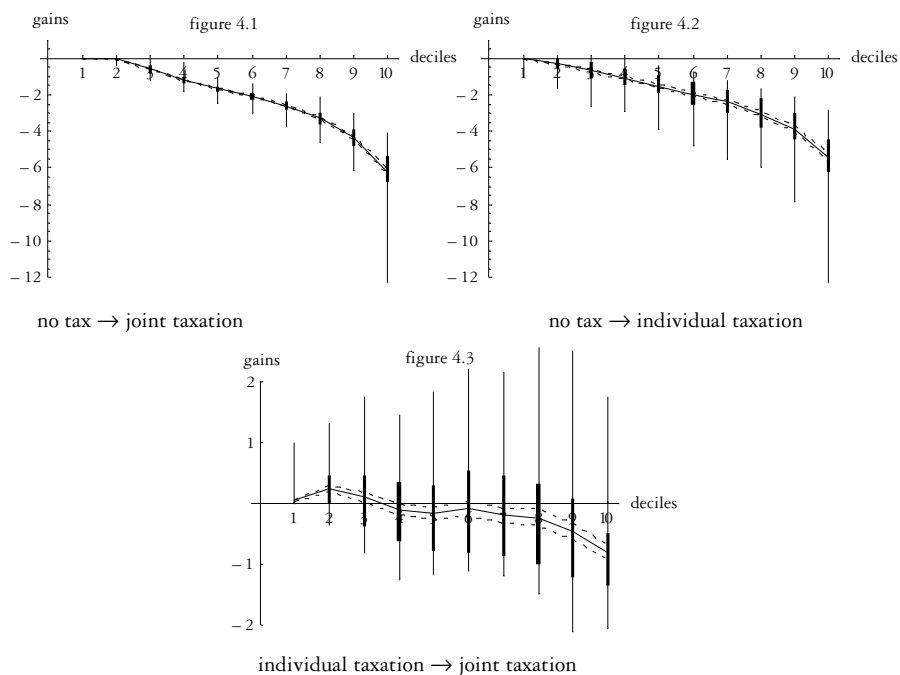 figure 4.1
gains
deciles
1 2 3 4 5 6 7 8 9 10
– 2
– 4
– 6
– 8
– 10
– 12
no tax → joint taxation
figure 4.2
gains
deciles
1 2 3 4 5 6 7 8 9 10
– 2
– 4
– 6
– 8
– 10
– 12
no tax → individual taxation
figure 4.3
gains
2
1
deciles
1 2 3 4 5 6 7 8 9 10
– 1
– 2
individual taxation → joint taxation